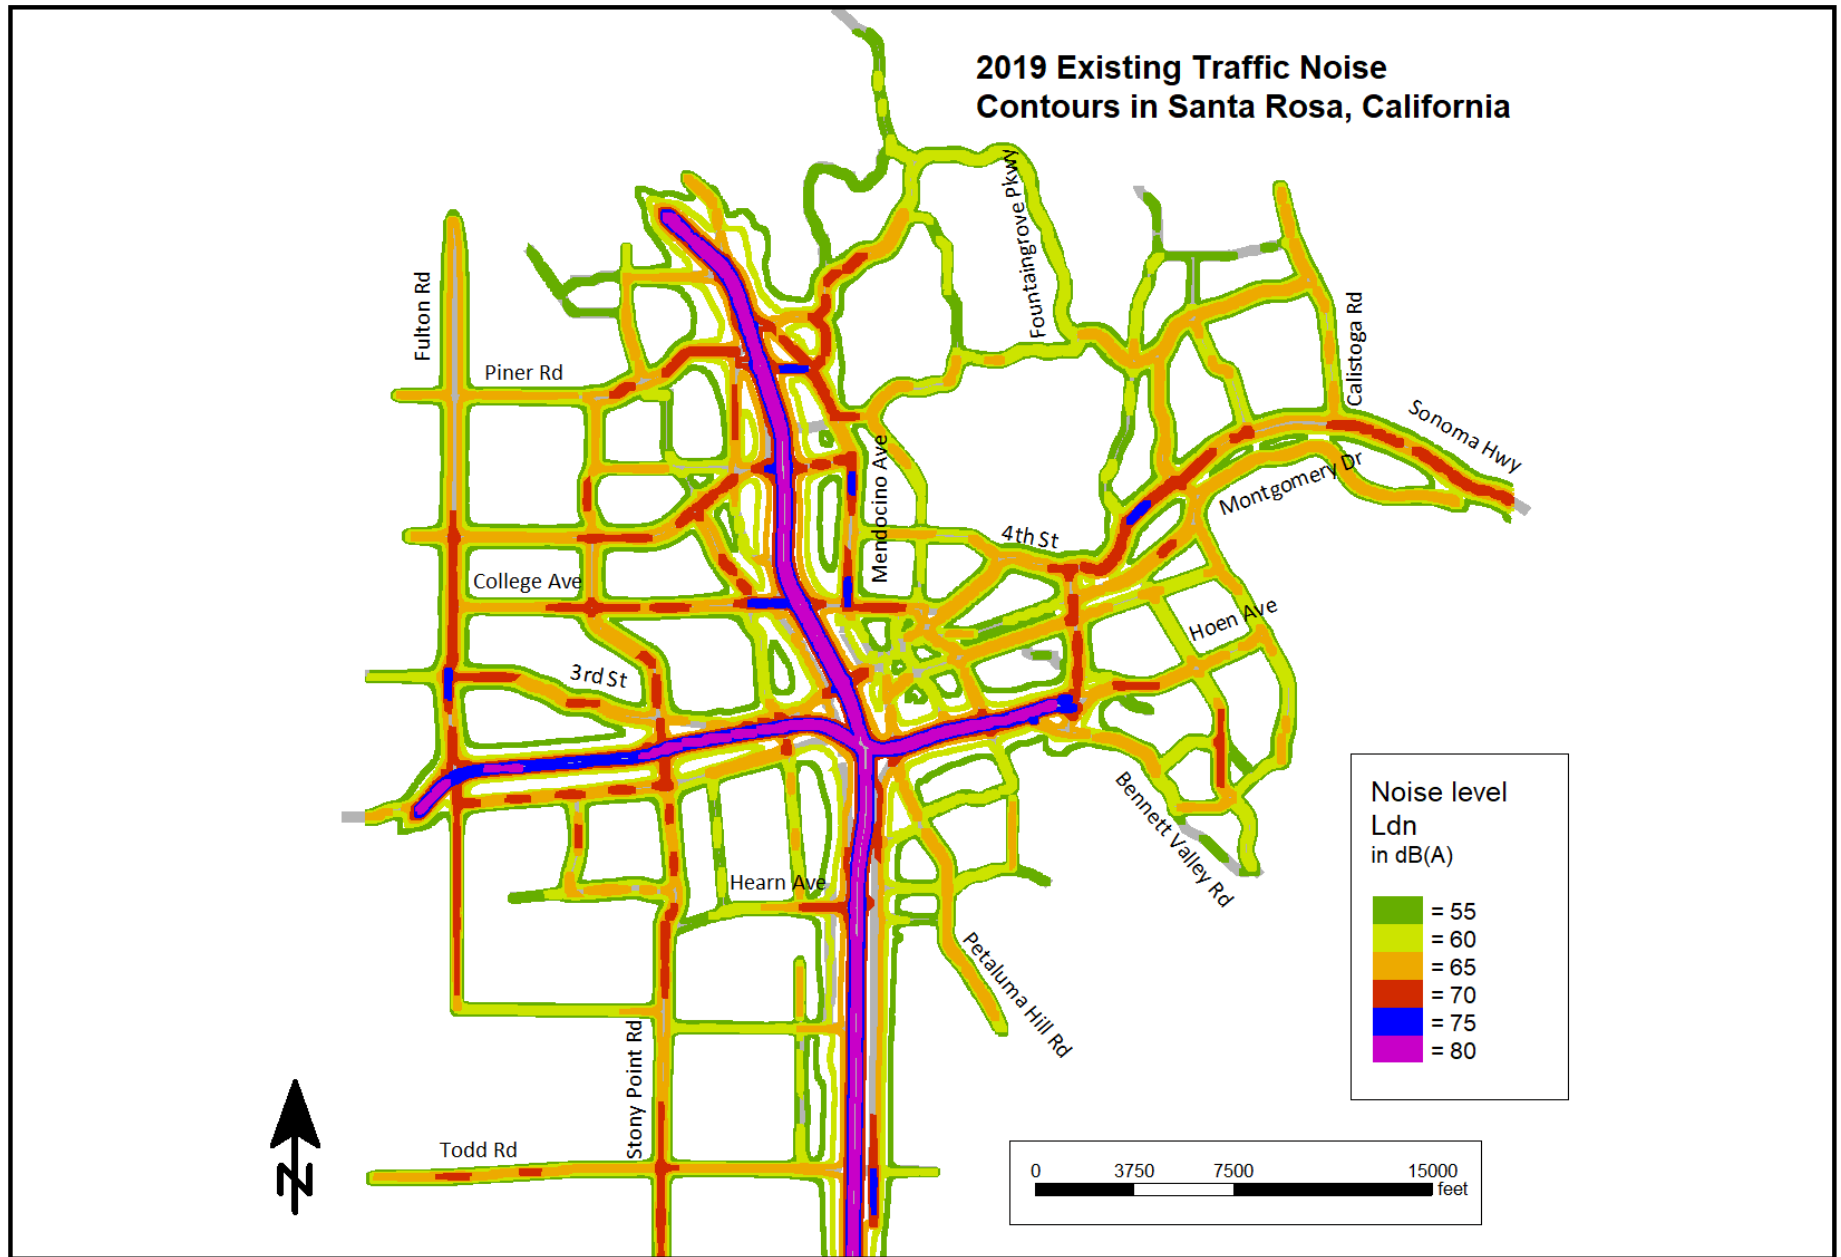 2019 Existing Traffic Noise
Contours in Santa Rosa, California
Fountaingrove Pkwy
Fulton Rd
Piner Rd
Calistoga Rd
Sonoma Hwy
Mendocino Ave
Montgomery Dr
4th St
College Ave
Hoen Ave
3rd St
Bennett Valley Rd
Hearn Ave
Petaluma Hill Rd
Stony Point Rd
Todd Rd
Noise level
Ldn
in dB(A)
= 55
= 60
= 65
= 70
= 75
= 80
N
0 3750 7500 15000
feet